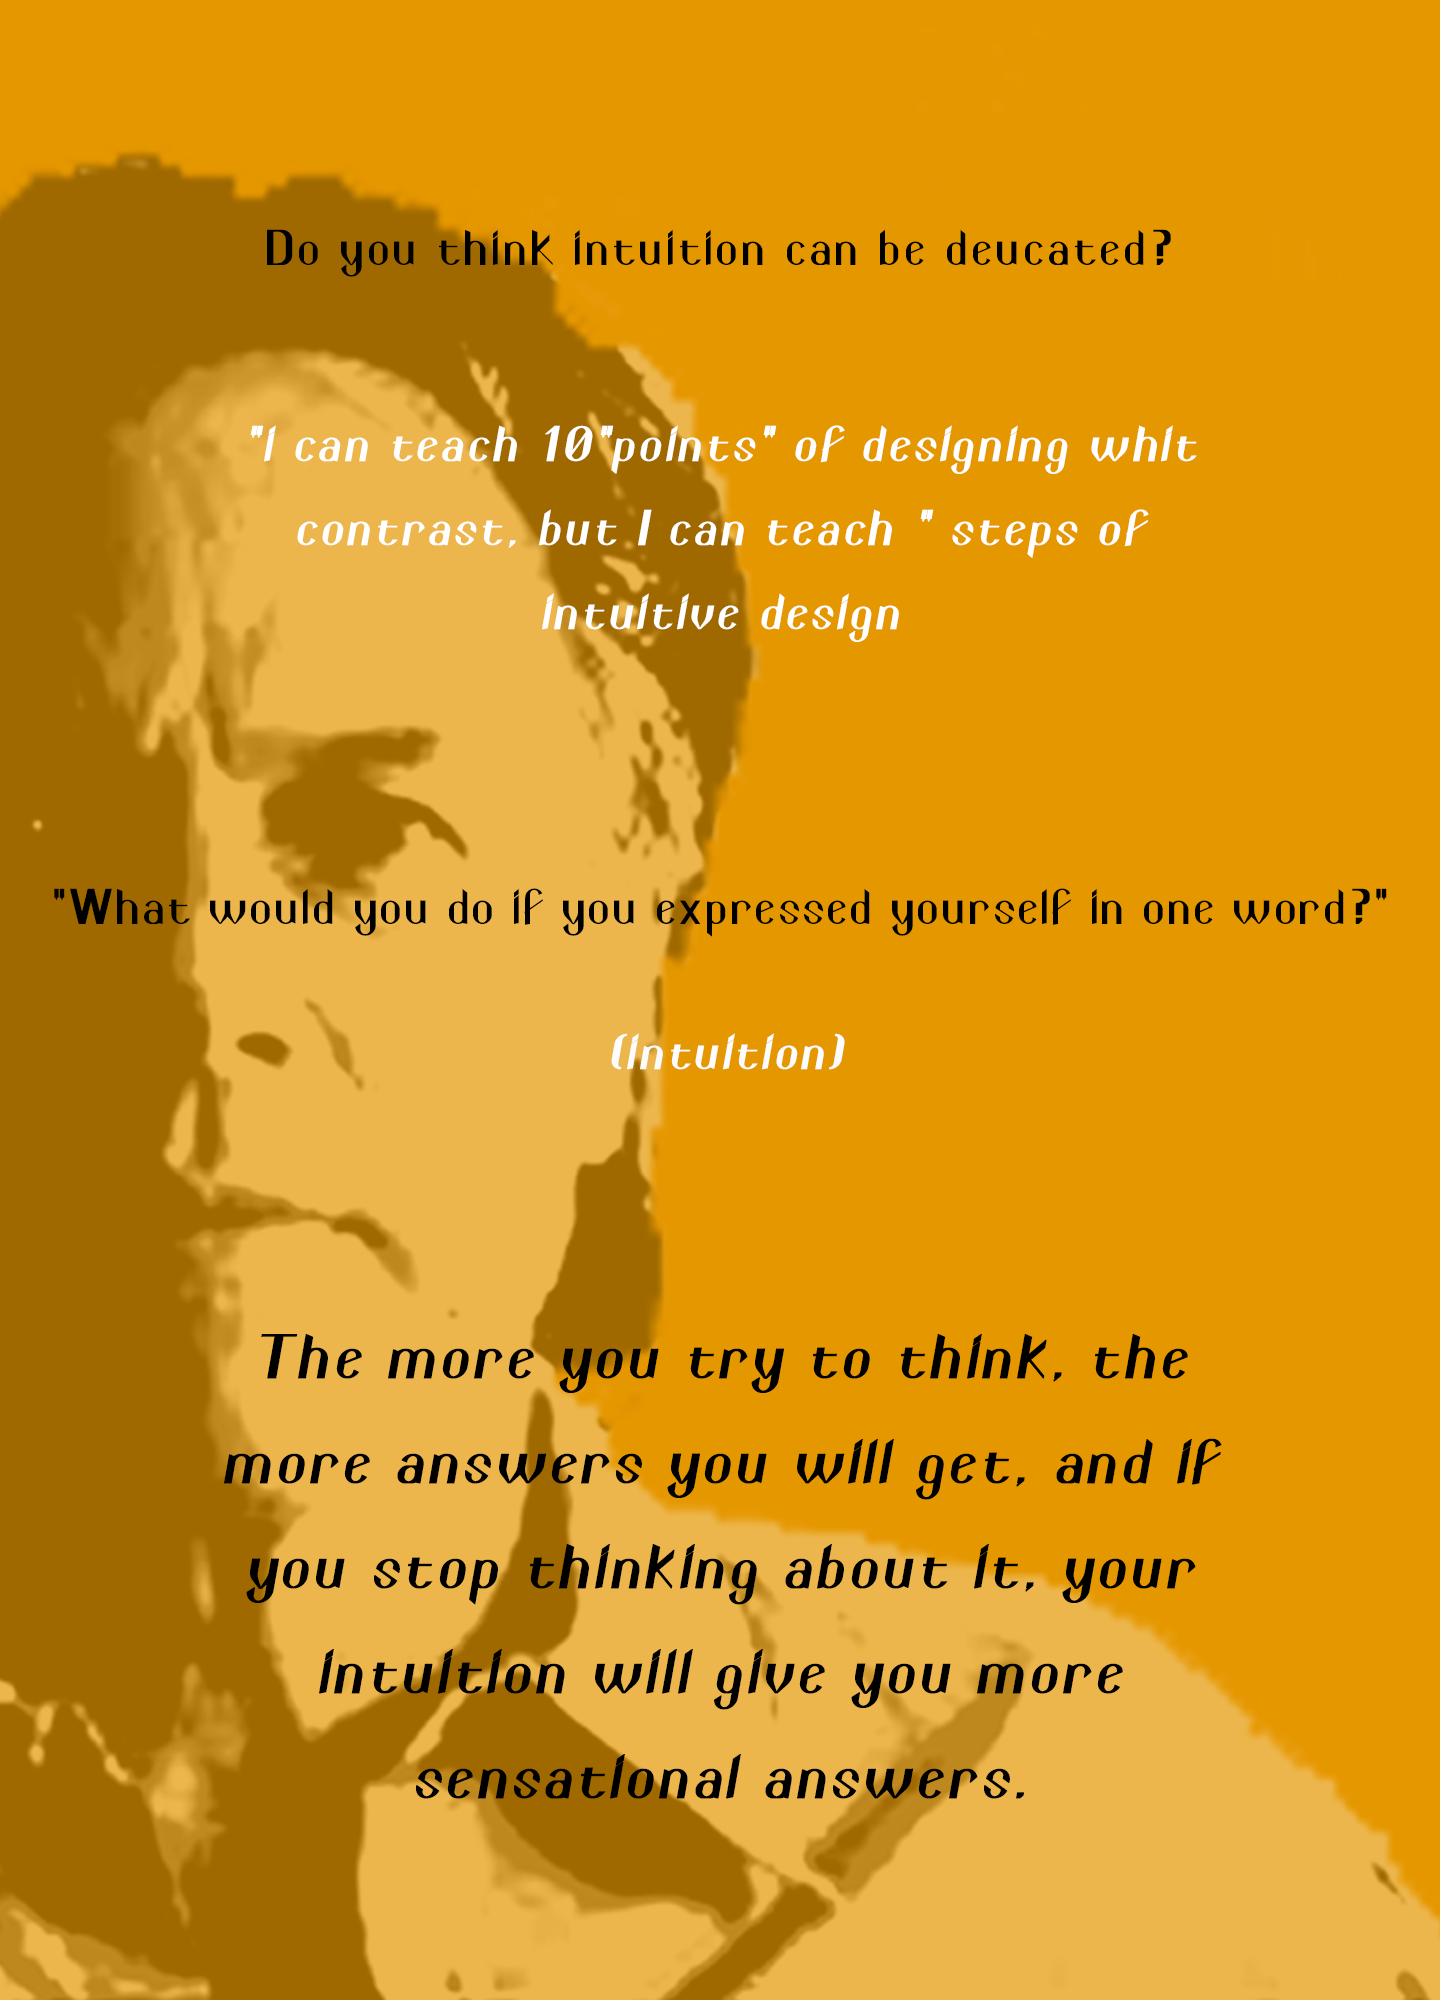 Do you think intuition can be deucated?
"I can teach 10"points" of designing whit
contrast, but I can teach " steps of
intuitive design
"What would you do if you expressed yourself in one word?"
(intuition)
The more you try to think, the
more answers you will get, and if
you stop thinking about it, your
intuition will give you more
sensational answers.